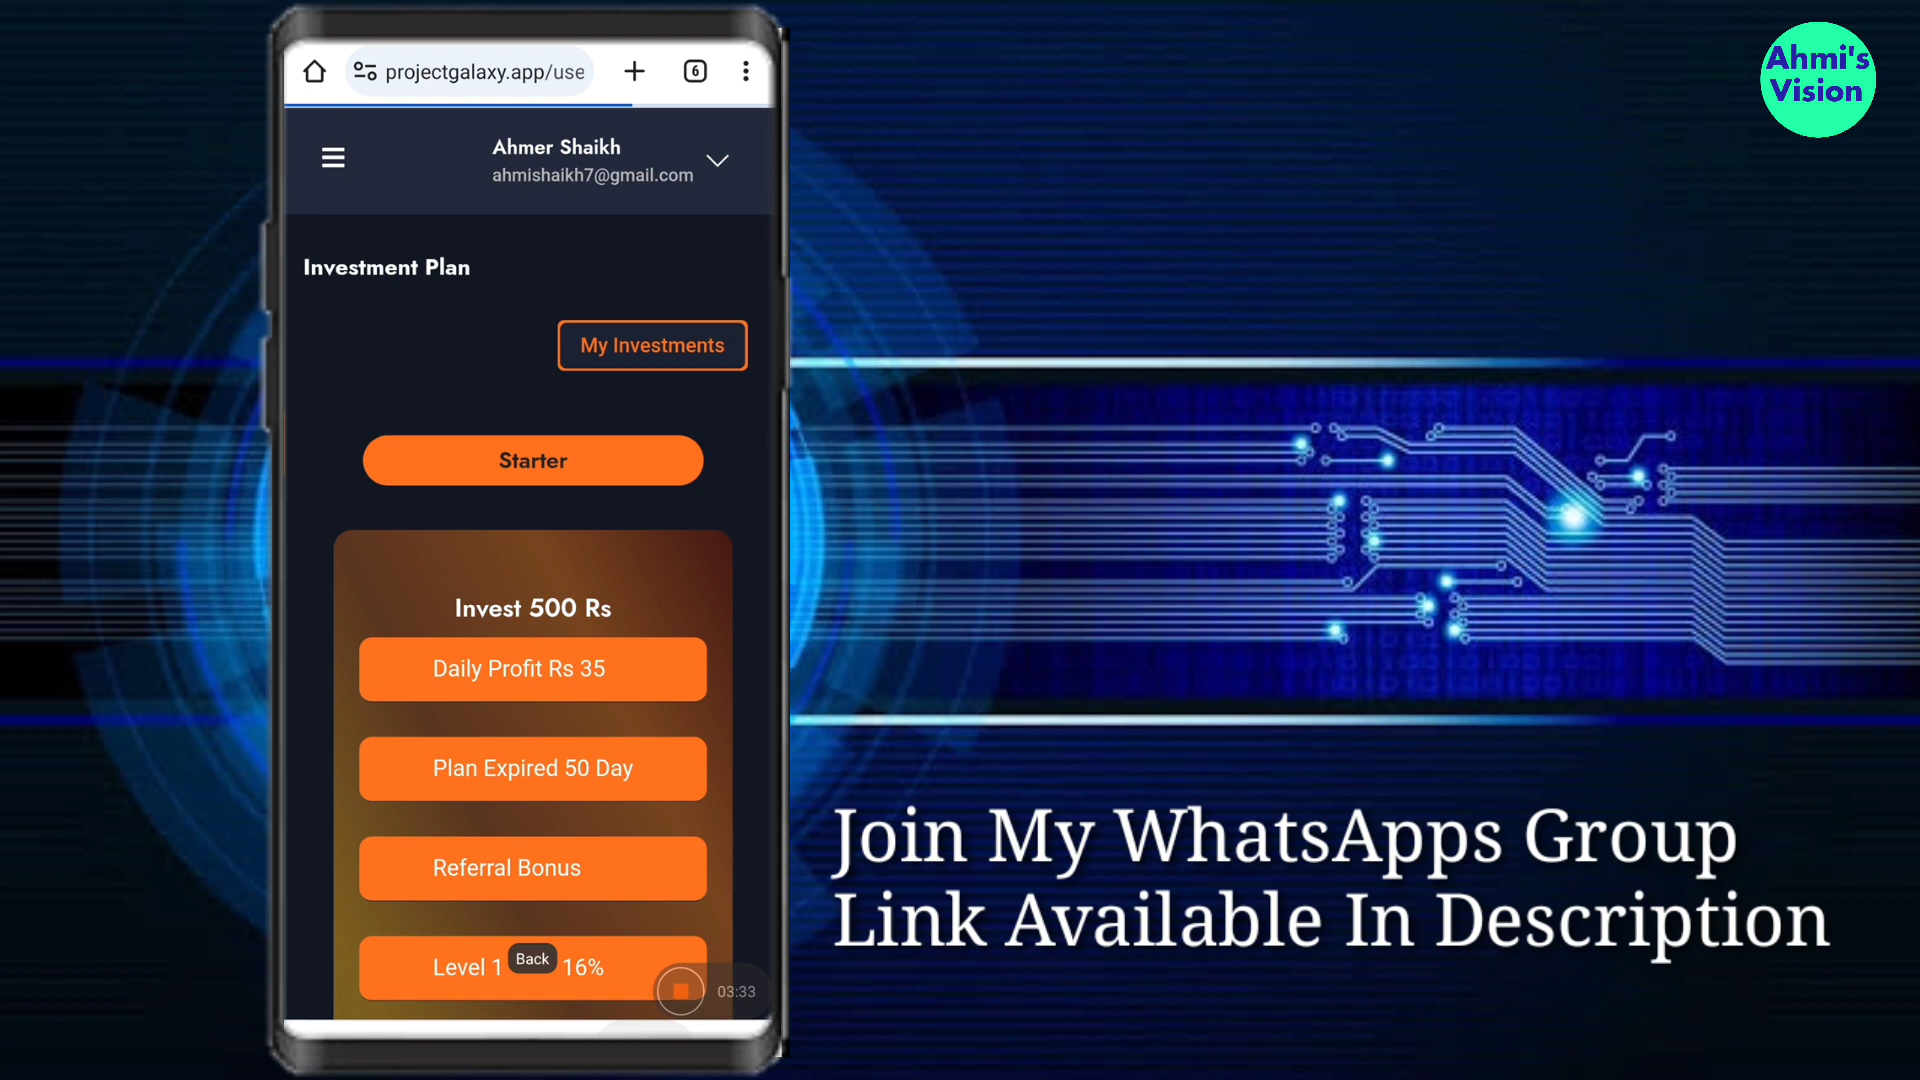 Ahmi's
Vision
projectgalaxy.app/use
6
Ahmer Shaikh
ahmishaikh7@gmail.com
Investment Plan
My Investments
Starter
Invest 500 Rs
Daily Profit Rs 35
Plan Expired 50 Day
Referral Bonus
Level 1 Back 16%
03:33
Join My WhatsApps Group
Link Available In Description